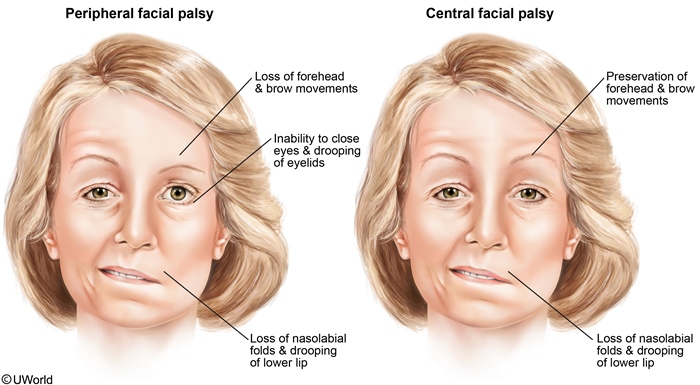 Peripheral facial palsy
Loss of forehead
& brow movements
Inability to close
eyes & drooping
of eyelids
Loss of nasolabial
folds & drooping
of lower lip
Central facial palsy
Preservation of
forehead & brow
movements
Loss of nasolabial
folds & drooping
of lower lip
©UWorld